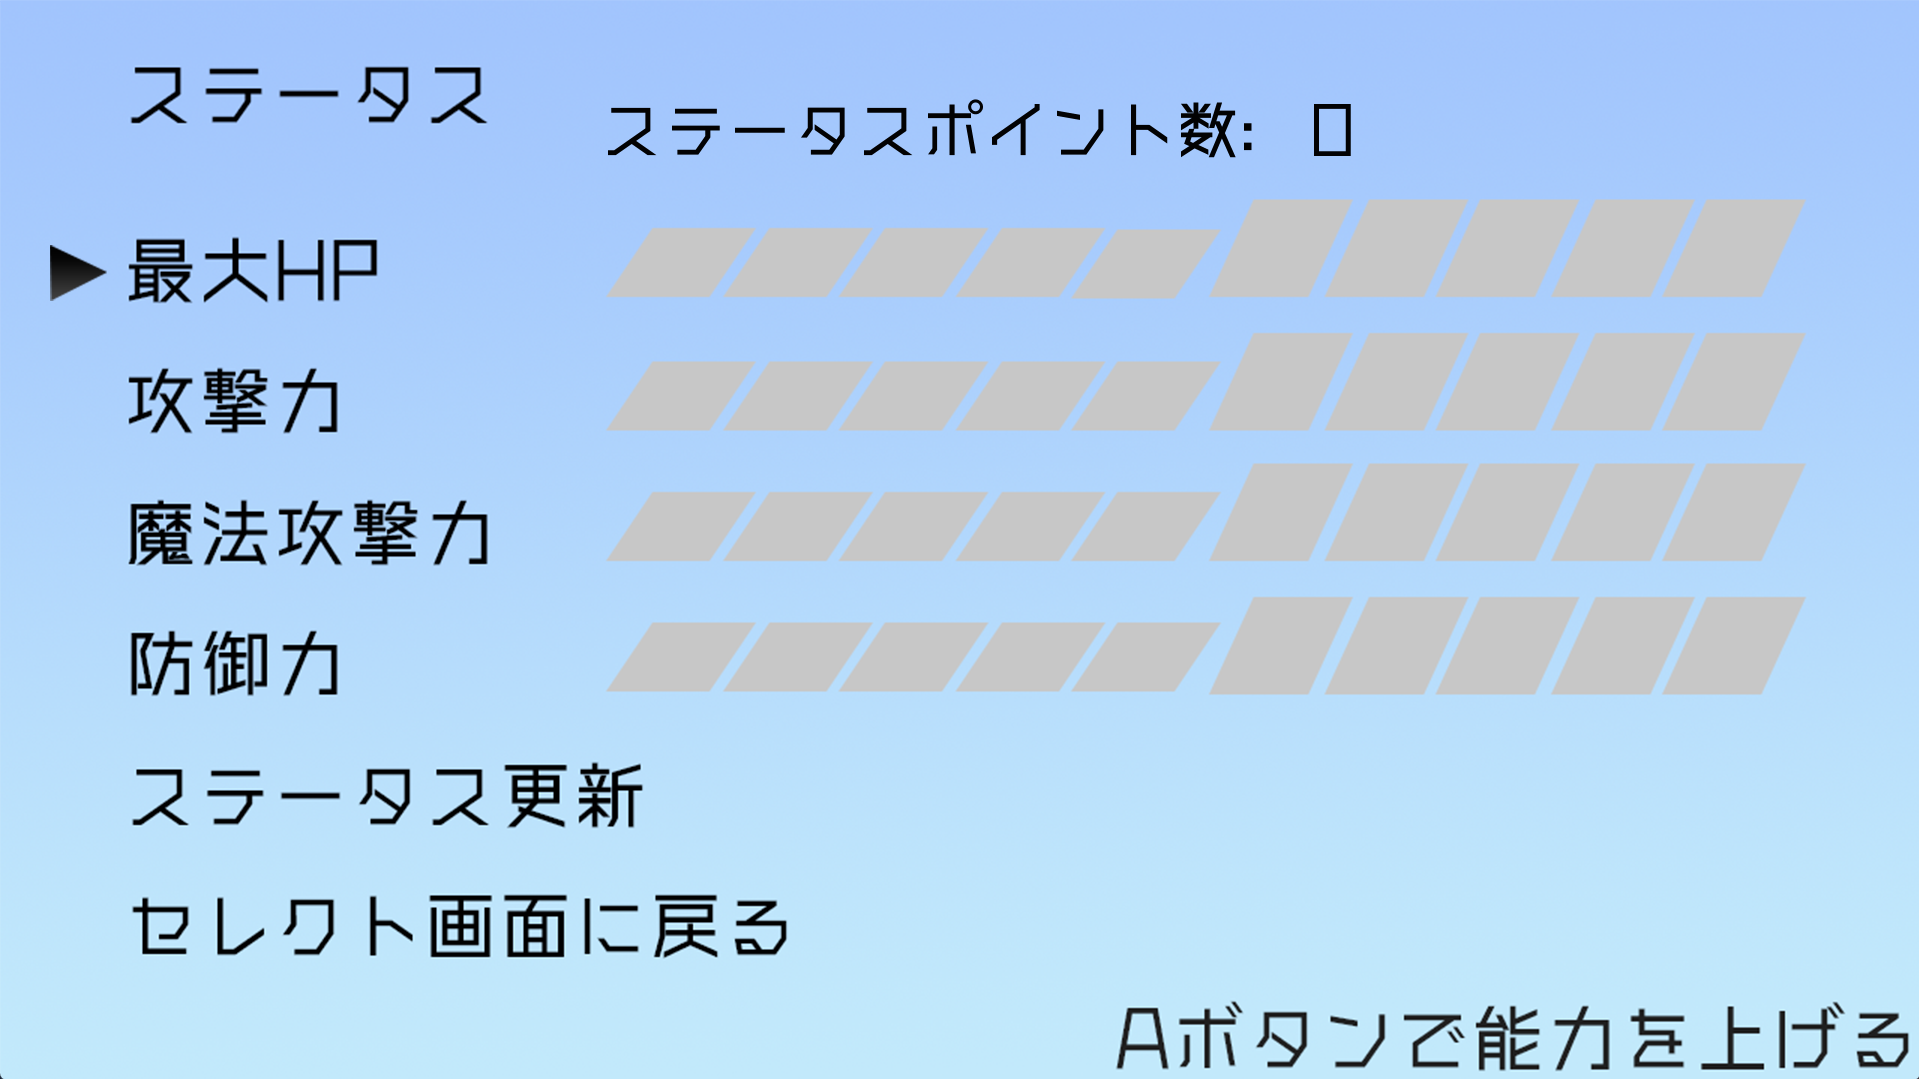 ステータス
ステータスポイント数: 0
最大HP
攻撃力
魔法攻撃力
防御力
ステータス更新
セレクト画面に戻る
Aボタンで能力を上げる